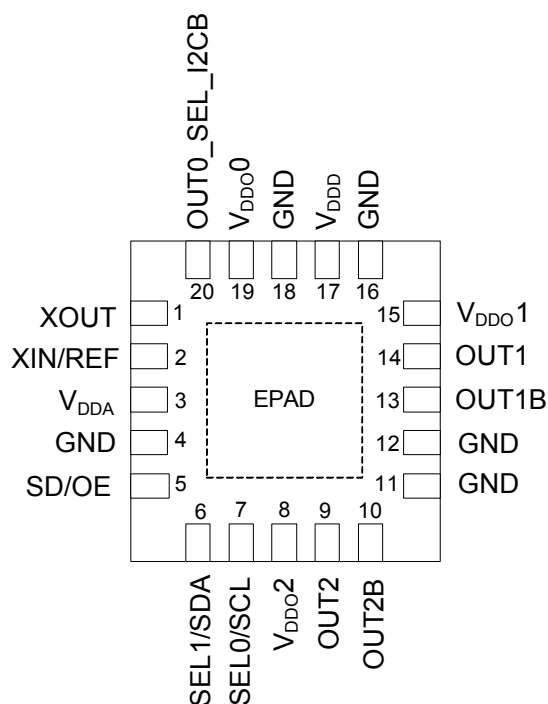 OUT0_SEL_I2CB
VDDO0
GND
VDDD
GND
20
19
18
17
16
XOUT
1
XIN/REF
2
VDDA
3
GND
4
SD/OE
5
EPAD
15
VDDO1
14
OUT1
13
OUT1B
12
GND
11
GND
6
7
8
9
10
SEL1/SDA
SEL0/SCL
VDDO2
OUT2
OUT2B